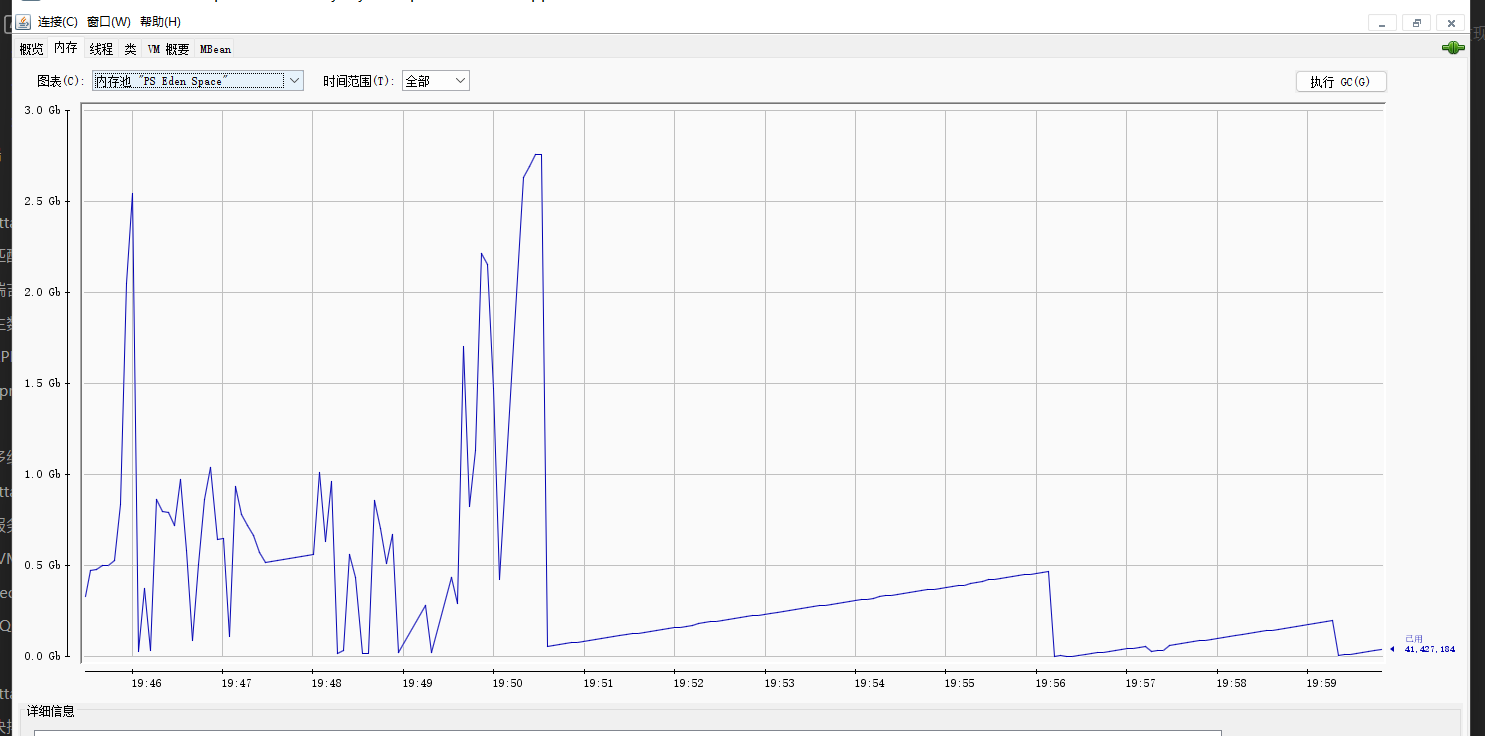 连接(C) 窗口(W) 帮助(H)
概览 内存 线程 类 VM 概要 MBean
图表(C): 内存池 "PS Eden Space" 时间范围(T): 全部 执行 GC(G)
3.0 Gb
2.5 Gb
2.0 Gb
1.5 Gb
1.0 Gb
0.5 Gb
0.0 Gb
已用
41,427,184
19:46 19:47 19:48 19:49 19:50 19:51 19:52 19:53 19:54 19:55 19:56 19:57 19:58 19:59
详细信息